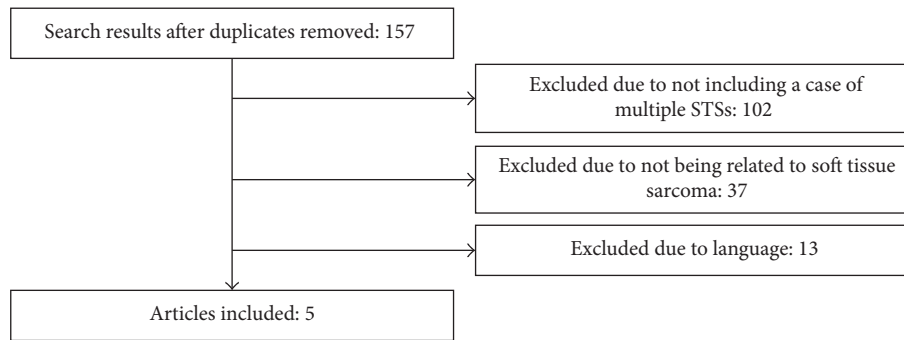 Search results after duplicates removed: 157
Excluded due to not including a case of
multiple STSs: 102
Excluded due to not being related to soft tissue
sarcoma: 37
Excluded due to language: 13
Articles included: 5